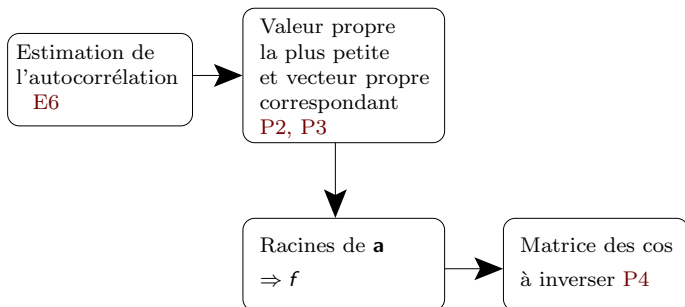 Estimation de
l'autocorrélation
E6
Valeur propre
la plus petite
et vecteur propre
correspondant
P2, P3
Racines de a
⇒ f
Matrice des cos
à inverser P4